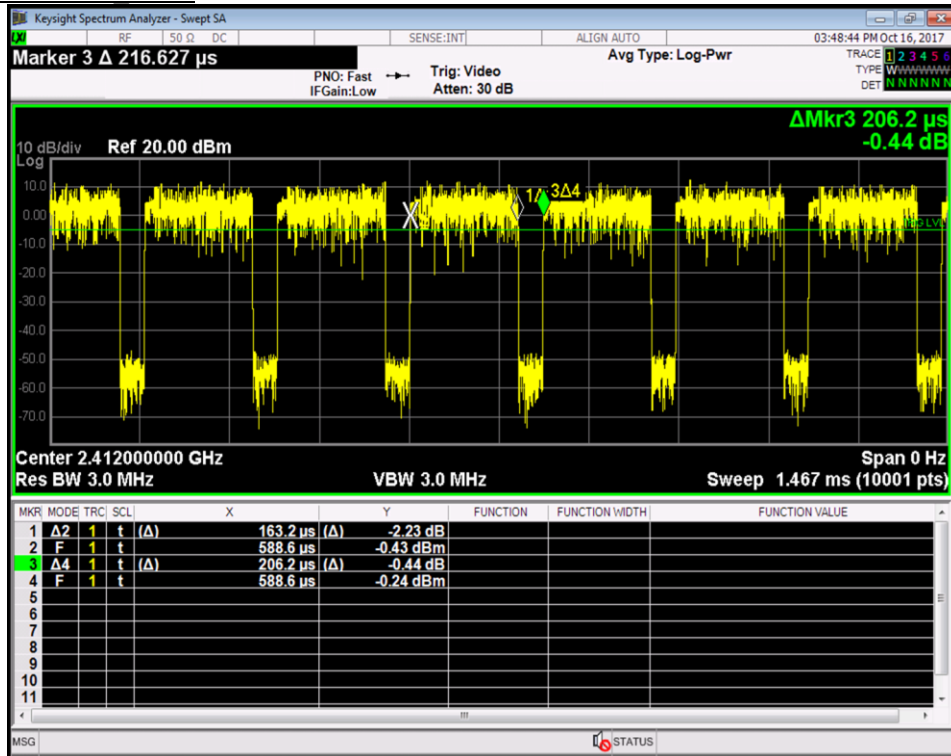 Keysight Spectrum Analyzer - Swept SA
RF 50 Ω DC SENSE:INT ALIGN AUTO 03:48:44 PM Oct 16, 2017
Marker 3 Δ 216.627 µs
PNO: Fast Trig: Video Avg Type: Log-Pwr TRACE 1 2 3 4 5 6
IFGain:Low Atten: 30 dB TYPE WWWWWW
DET N N N N N N
ΔMkr3 206.2 µs
-0.44 dB
10 dB/div Ref 20.00 dBm
Log
10.0
0.00
-10.0
-20.0
-30.0
-40.0
-50.0
-60.0
-70.0
3Δ4
Center 2.412000000 GHz Span 0 Hz
Res BW 3.0 MHz VBW 3.0 MHz Sweep 1.467 ms (10001 pts)
MKR MODE TRC SCL X Y FUNCTION FUNCTION WIDTH FUNCTION VALUE
1 Δ2 1 t (Δ) 163.2 µs (Δ) -2.23 dB
2 F 1 t 588.6 µs -0.43 dBm
3 Δ4 1 t (Δ) 206.2 µs (Δ) -0.44 dB
4 F 1 t 588.6 µs -0.24 dBm
5
6
7
8
9
10
11
MSG STATUS